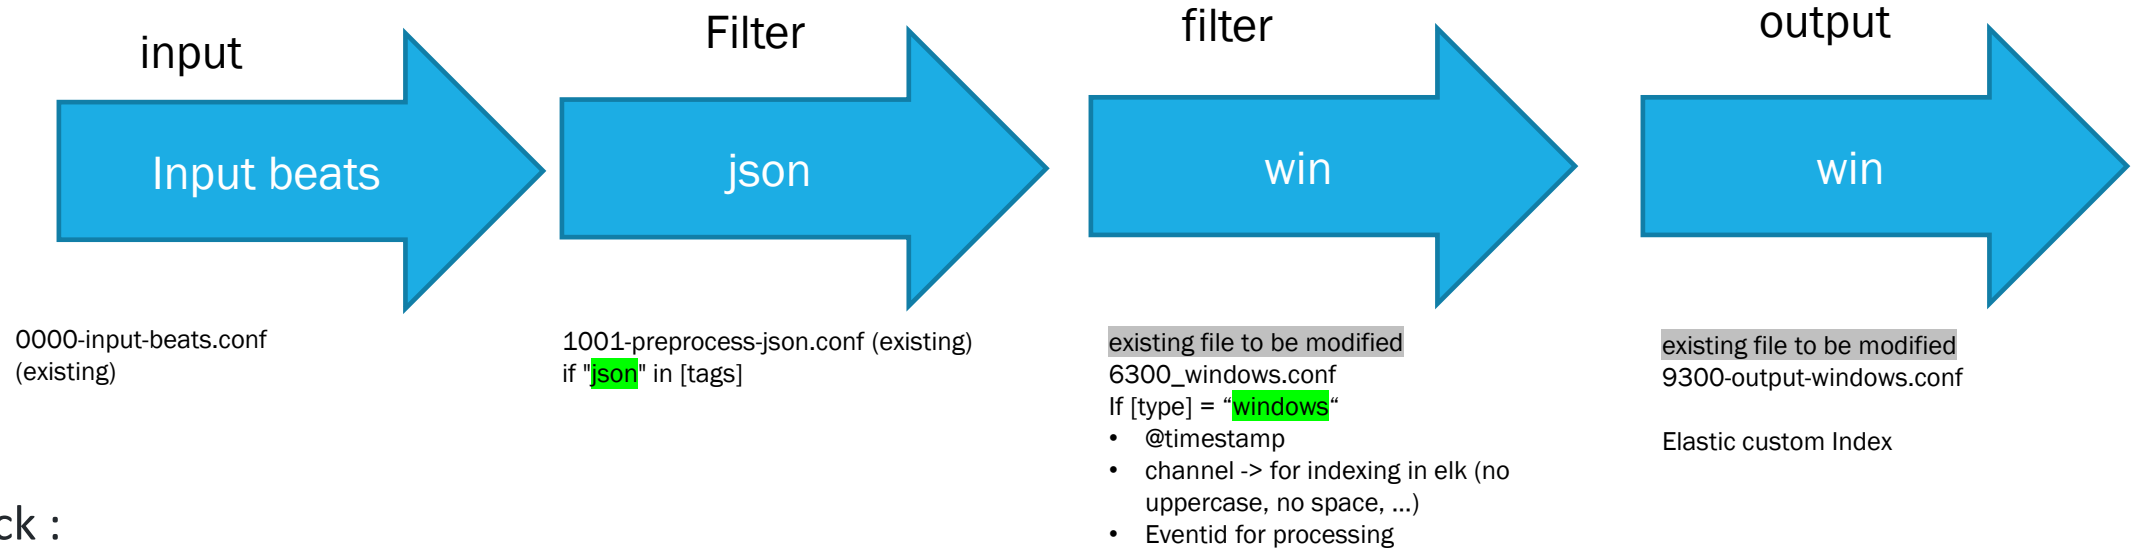 input
Input beats
0000-input-beats.conf
(existing)
Filter
json
1001-preprocess-json.conf (existing)
if "json" in [tags]
filter
win
existing file to be modified
6300_windows.conf
If [type] = “windows“
• @timestamp
• channel -> for indexing in elk (no
uppercase, no space, ...)
• Eventid for processing
output
win
existing file to be modified
9300-output-windows.conf
Elastic custom Index
ck :